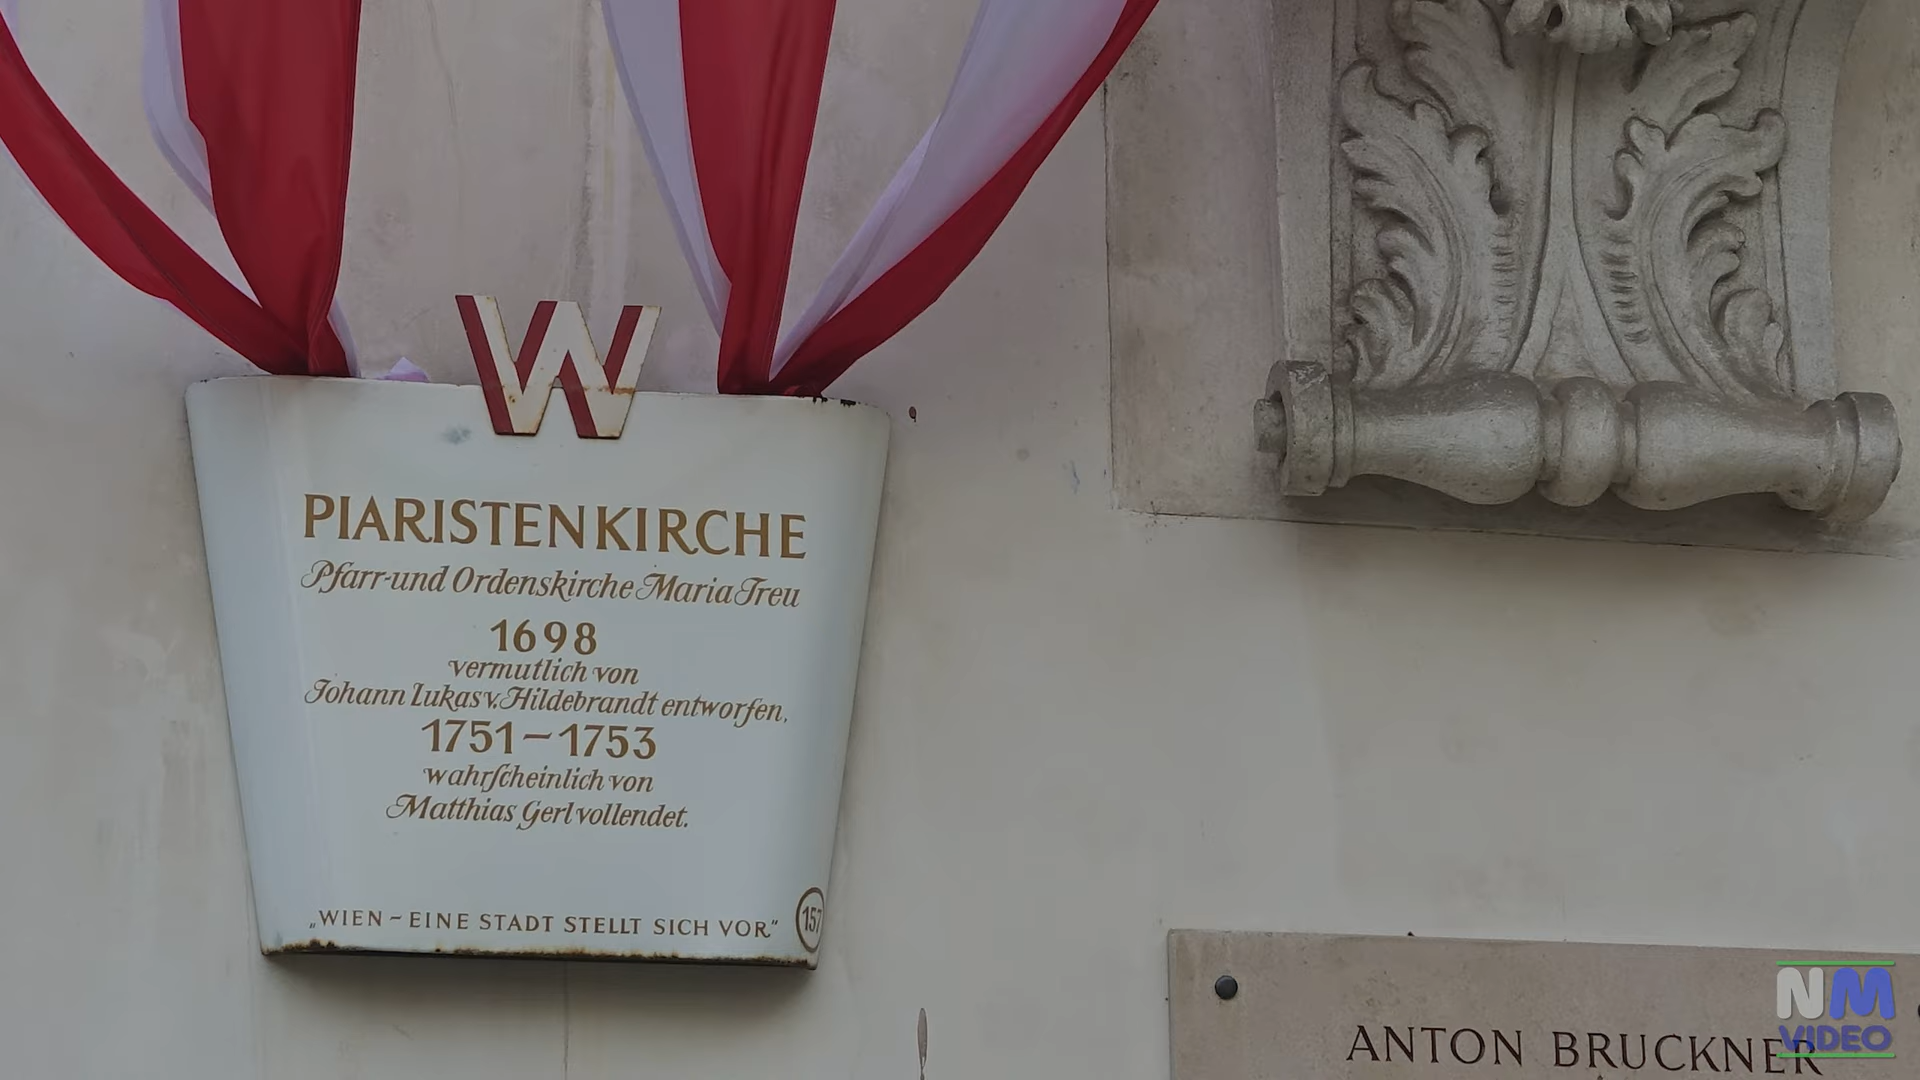 W
PIARISTENKIRCHE
Pfarr-und Ordenskirche Maria Treu
1698
vermutlich von
Johann Lukas v. Hildebrandt entworfen,
1751–1753
wahrſcheinlich von
Matthias Gerl vollendet.
„WIEN – EINE STADT STELLT SICH VOR“
157
ANTON BRUCKNER
NM
VIDEO